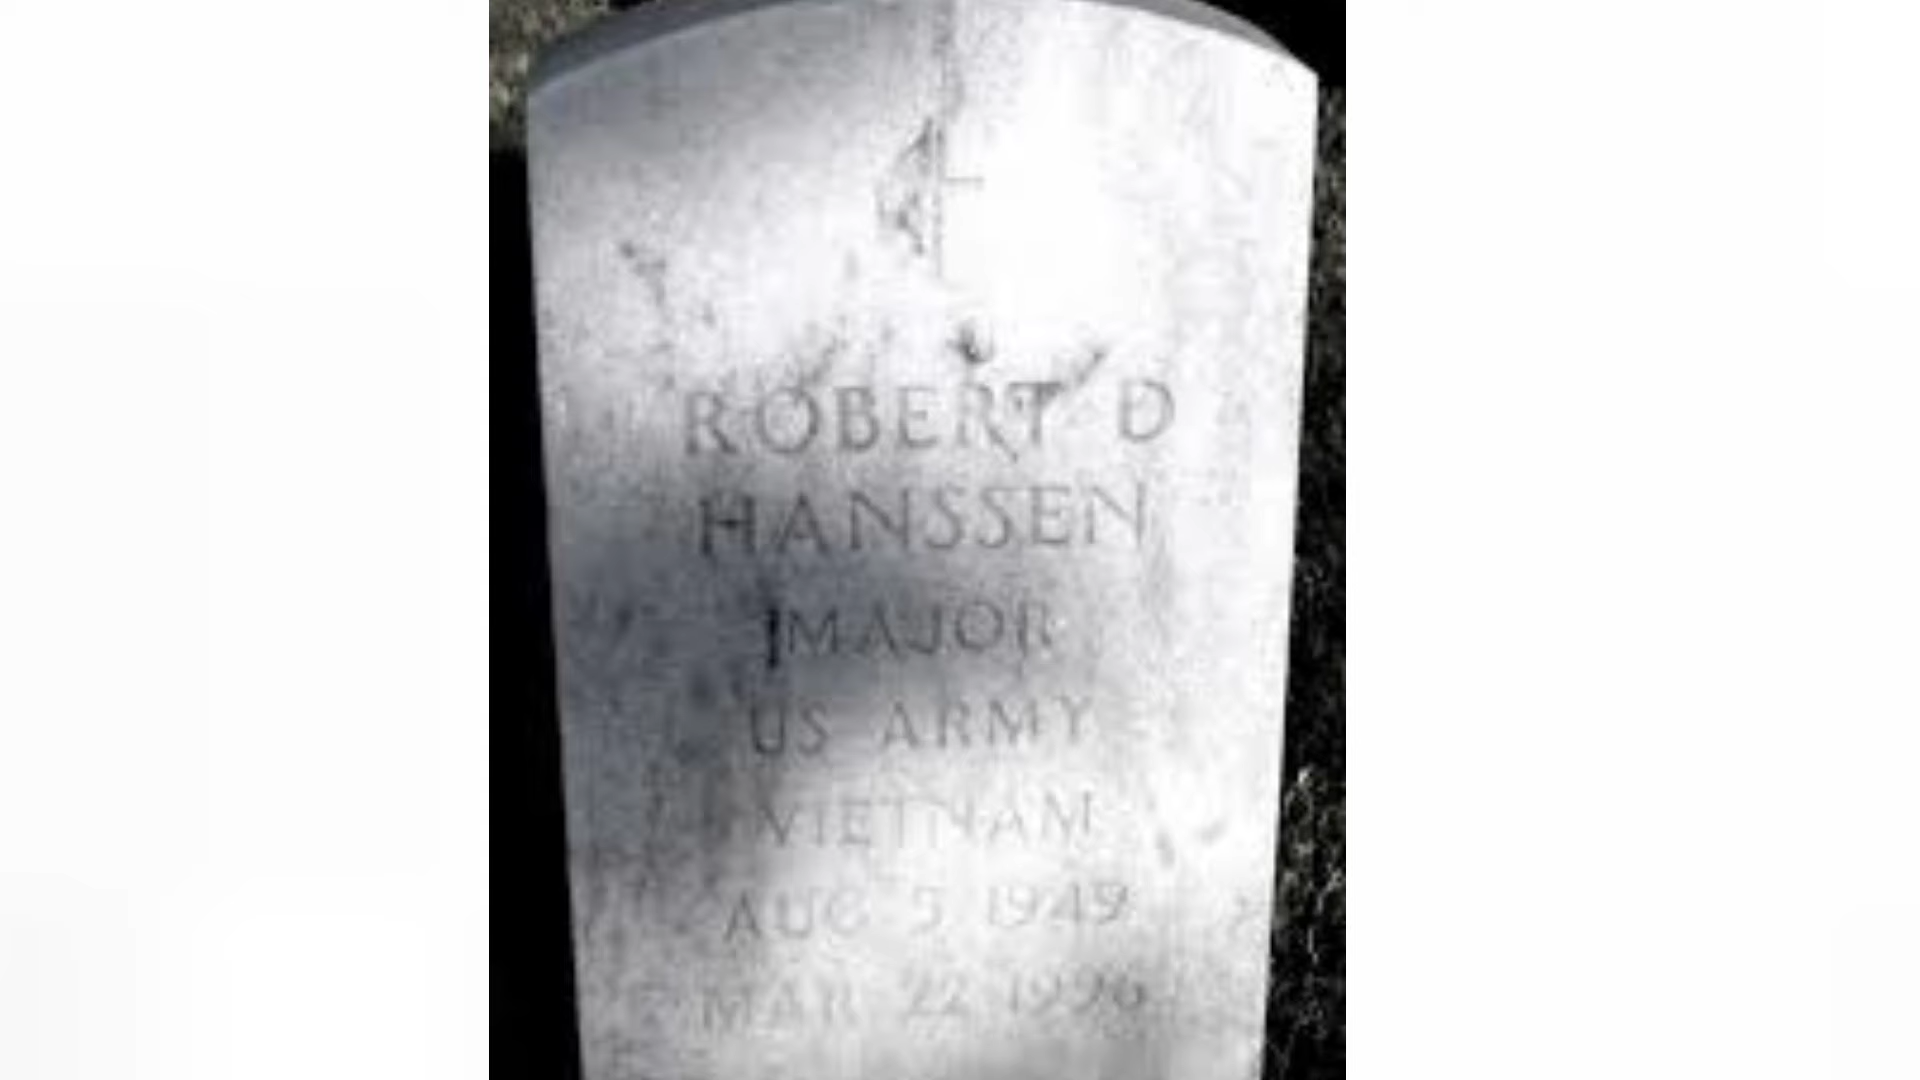 ROBERT D
HANSSEN
MAJOR
US ARMY
VIETNAM
AUG 5 1949
MAR 22 1996